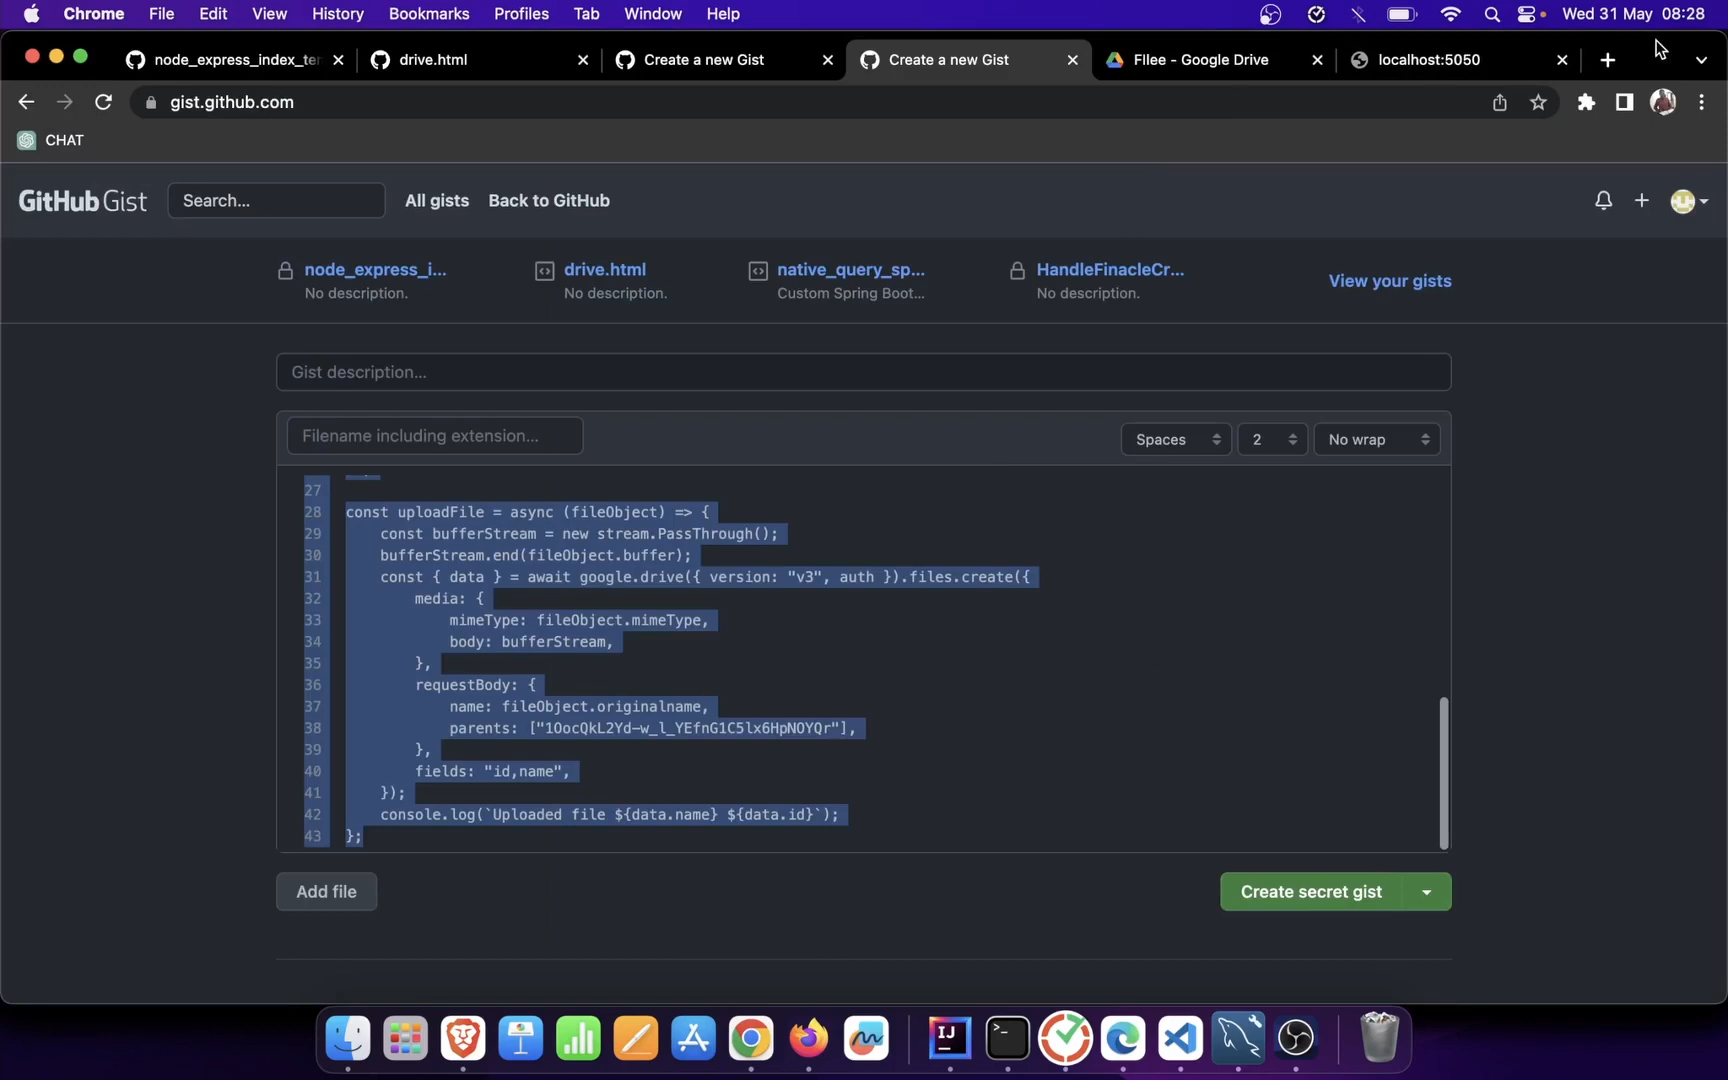 Chrome File Edit View History Bookmarks Profiles Tab Window Help Wed 31 May 08:28
node_express_index_ter drive.html Create a new Gist Create a new Gist FIlee - Google Drive localhost:5050
gist.github.com
CHAT
GitHub Gist Search... All gists Back to GitHub
node_express_i... drive.html native_query_sp... HandleFinacleCr... View your gists
No description. No description. Custom Spring Boot... No description.
Gist description...
Filename including extension... Spaces 2 No wrap
27
28 const uploadFile = async (fileObject) => {
29 const bufferStream = new stream.PassThrough();
30 bufferStream.end(fileObject.buffer);
31 const { data } = await google.drive({ version: "v3", auth }).files.create({
32 media: {
33 mimeType: fileObject.mimeType,
34 body: bufferStream,
35 },
36 requestBody: {
37 name: fileObject.originalname,
38 parents: ["1OocQkL2Yd-w_l_YEfnG1C5lx6HpNOYQr"],
39 },
40 fields: "id,name",
41 });
42 console.log(`Uploaded file ${data.name} ${data.id}`);
43 };
Add file Create secret gist
IJ